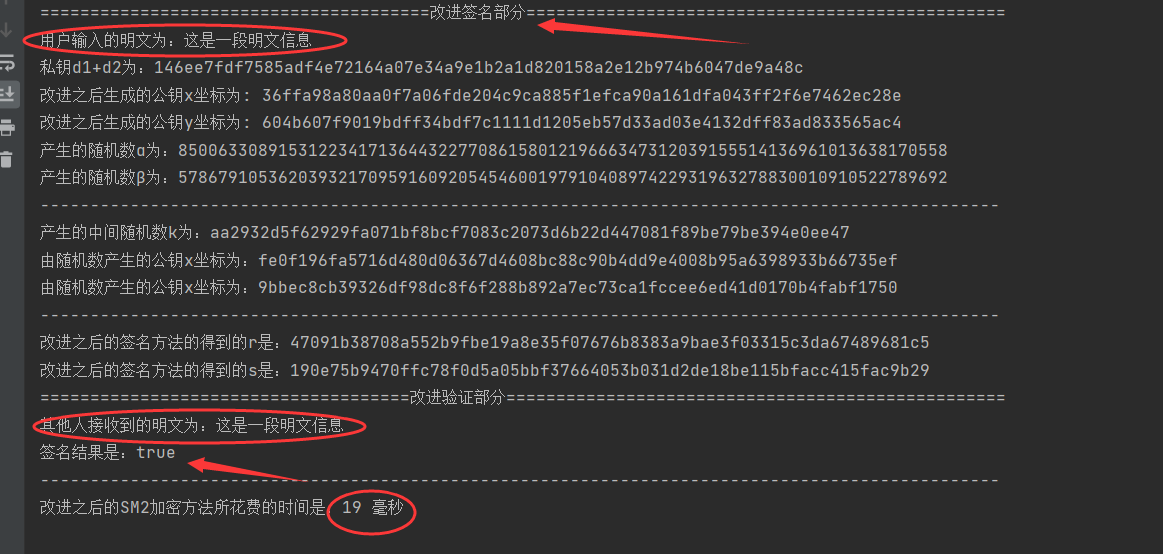 =======================================改进签名部分================================================
用户输入的明文为：这是一段明文信息
私钥d1+d2为：146ee7fdf7585adf4e72164a07e34a9e1b2a1d820158a2e12b974b6047de9a48c
改进之后生成的公钥x坐标为: 36ffa98a80aa0f7a06fde204c9ca885f1efca90a161dfa043ff2f6e7462ec28e
改进之后生成的公钥y坐标为: 604b607f9019bdff34bdf7c1111d1205eb57d33ad03e4132dff83ad833565ac4
产生的随机数α为：85006330891531223417136443227708615801219666347312039155514136961013638170558
产生的随机数β为：57867910536203932170959160920545460019791040897422931963278830010910522789692
------------------------------------------------------------------------------------------------
产生的中间随机数k为：aa2932d5f62929fa071bf8bcf7083c2073d6b22d447081f89be79be394e0ee47
由随机数产生的公钥x坐标为：fe0f196fa5716d480d06367d4608bc88c90b4dd9e4008b95a6398933b66735ef
由随机数产生的公钥x坐标为：9bbec8cb39326df98dc8f6f288b892a7ec73ca1fccee6ed41d0170b4fabf1750
------------------------------------------------------------------------------------------------
改进之后的签名方法的得到的r是：47091b38708a552b9fbe19a8e35f07676b8383a9bae3f03315c3da67489681c5
改进之后的签名方法的得到的s是：190e75b9470ffc78f0d5a05bbf37664053b031d2de18be115bfacc415fac9b29
=====================================改进验证部分==================================================
其他人接收到的明文为：这是一段明文信息
签名结果是：true
------------------------------------------------------------------------------------------------
改进之后的SM2加密方法所花费的时间是 19 毫秒